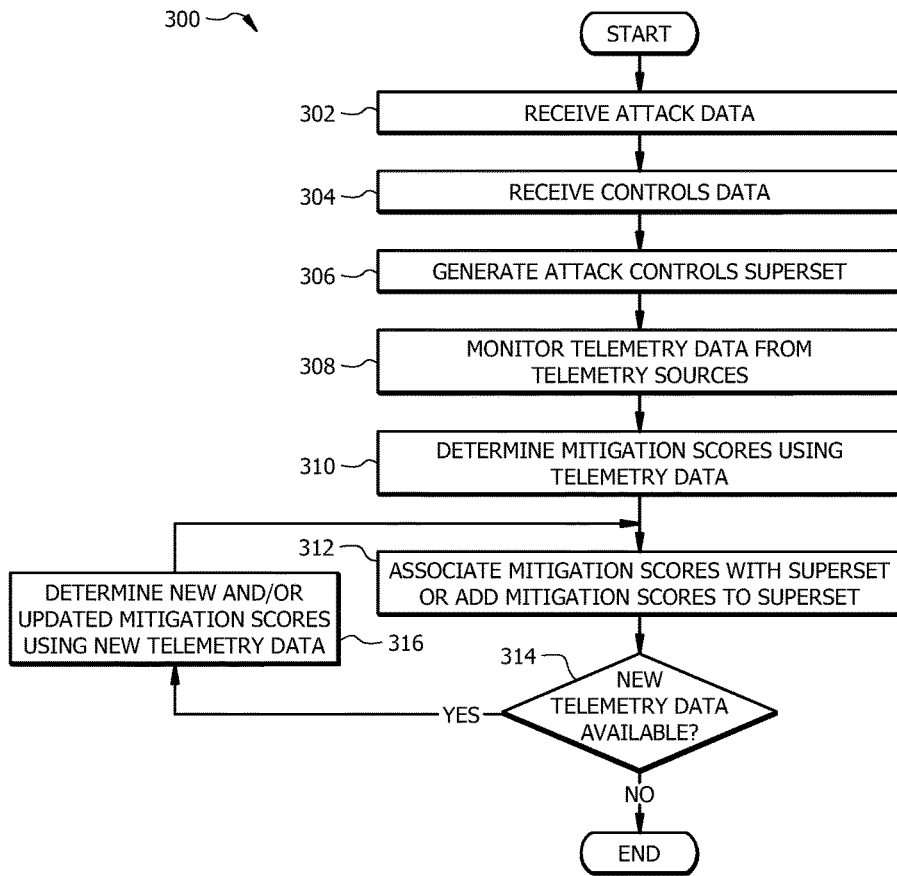 300
START
302
RECEIVE ATTACK DATA
304
RECEIVE CONTROLS DATA
306
GENERATE ATTACK CONTROLS SUPERSET
308
MONITOR TELEMETRY DATA FROM
TELEMETRY SOURCES
310
DETERMINE MITIGATION SCORES USING
TELEMETRY DATA
312
ASSOCIATE MITIGATION SCORES WITH SUPERSET
OR ADD MITIGATION SCORES TO SUPERSET
DETERMINE NEW AND/OR
UPDATED MITIGATION SCORES
USING NEW TELEMETRY DATA
316
314
NEW
TELEMETRY DATA
AVAILABLE?
YES
NO
END